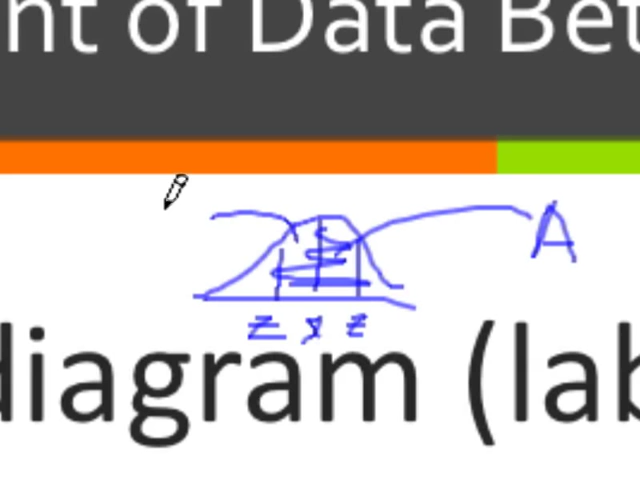 nt of Data Bet
A
z x̄ z
diagram (lab